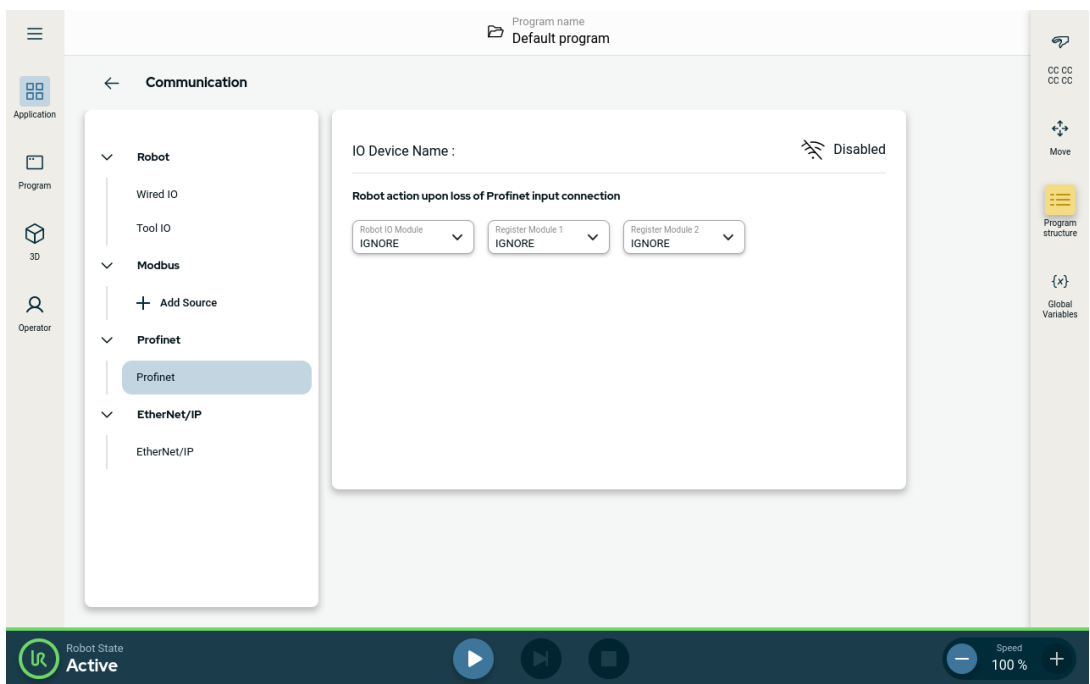 Program name
Default program
Application
Program
3D
Operator
Communication
Robot
Wired IO
Tool IO
Modbus
Add Source
Profinet
Profinet
EtherNet/IP
EtherNet/IP
IO Device Name :
Disabled
Robot action upon loss of Profinet input connection
Robot IO Module
IGNORE
Register Module 1
IGNORE
Register Module 2
IGNORE
CC CC
CC CC
Move
Program
structure
{x}
Global
Variables
UR
Robot State
Active
Speed
100 %